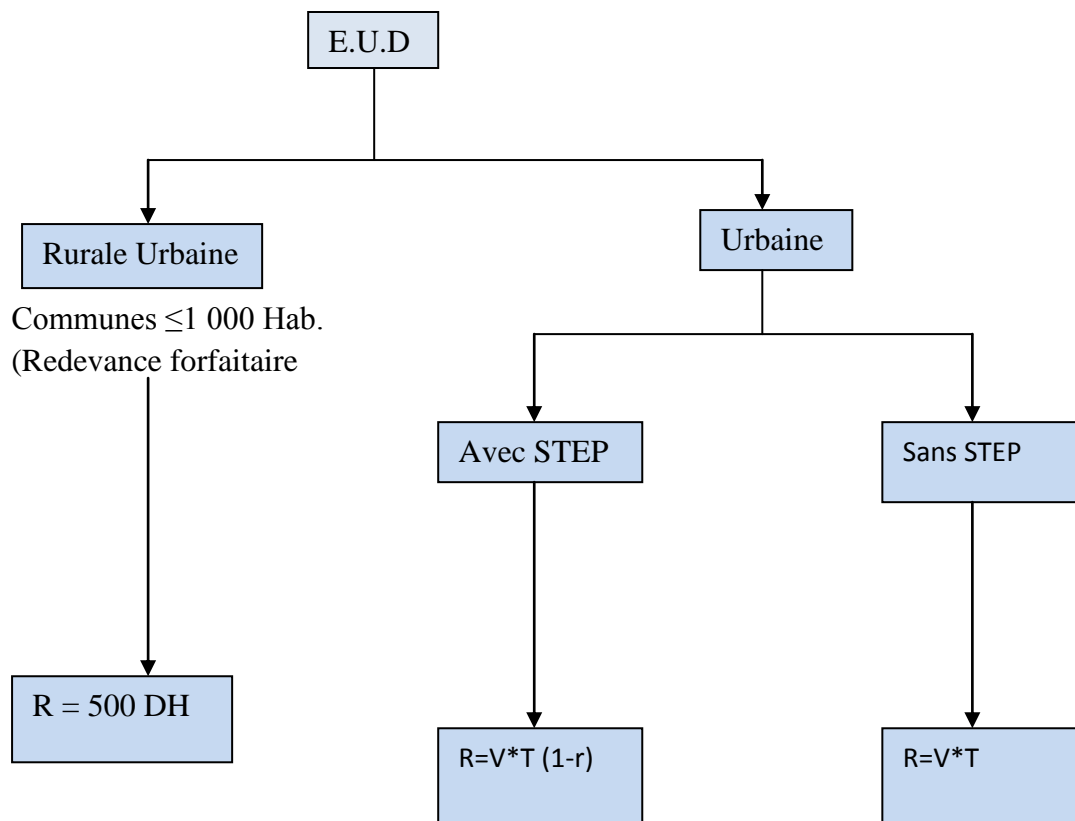 E.U.D
Rurale Urbaine
Urbaine
Communes ≤1 000 Hab.
(Redevance forfaitaire
Avec STEP
Sans STEP
R = 500 DH
R=V*T (1-r)
R=V*T